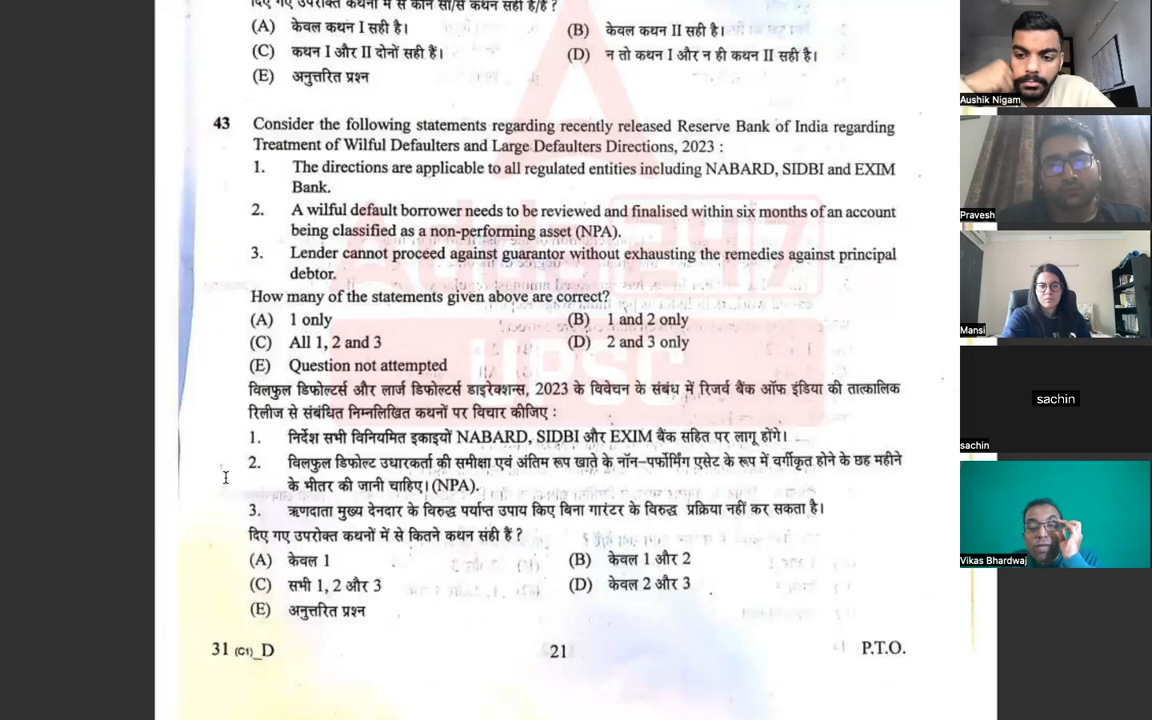 दिए गए उपरोक्त कथनों में से कौन सा/से कथन सही है/हैं ?
(A) केवल कथन I सही है।
(B) केवल कथन II सही है।
(C) कथन I और II दोनों सही हैं।
(D) न तो कथन I और न ही कथन II सही है।
(E) अनुत्तरित प्रश्न
43 Consider the following statements regarding recently released Reserve Bank of India regarding
Treatment of Wilful Defaulters and Large Defaulters Directions, 2023 :
1. The directions are applicable to all regulated entities including NABARD, SIDBI and EXIM
Bank.
2. A wilful default borrower needs to be reviewed and finalised within six months of an account
being classified as a non-performing asset (NPA).
3. Lender cannot proceed against guarantor without exhausting the remedies against principal
debtor.
How many of the statements given above are correct?
(A) 1 only
(B) 1 and 2 only
(C) All 1, 2 and 3
(D) 2 and 3 only
(E) Question not attempted
विलफुल डिफोल्टर्स और लार्ज डिफोल्टर्स डाइरेक्शन्स, 2023 के विवेचन के संबंध में रिजर्व बैंक ऑफ इंडिया की तात्कालिक
रिलीज से संबंधित निम्नलिखित कथनों पर विचार कीजिए :
1. निर्देश सभी विनियमित इकाइयों NABARD, SIDBI और EXIM बैंक सहित पर लागू होंगे।
2. विलफुल डिफोल्ट उधारकर्ता की समीक्षा एवं अंतिम रूप खाते के नॉन-पर्फोर्मिंग एसेट के रूप में वर्गीकृत होने के छह महीने
के भीतर की जानी चाहिए। (NPA).
3. ऋणदाता मुख्य देनदार के विरुद्ध पर्याप्त उपाय किए बिना गारंटर के विरुद्ध प्रक्रिया नहीं कर सकता है।
दिए गए उपरोक्त कथनों में से कितने कथन सही हैं ?
(A) केवल 1
(B) केवल 1 और 2
(C) सभी 1, 2 और 3
(D) केवल 2 और 3
(E) अनुत्तरित प्रश्न
31 (C1)_D
21
P.T.O.
Adda 247
UPSC
Aushik Nigam
Pravesh
Mansi
sachin
sachin
Vikas Bhardwaj